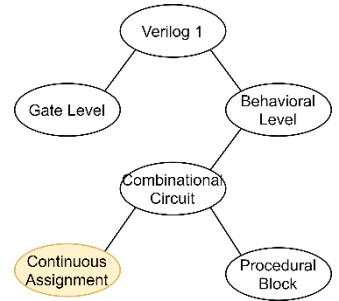 Verilog 1
Gate Level
Behavioral
Level
Combinational
Circuit
Continuous
Assignment
Procedural
Block